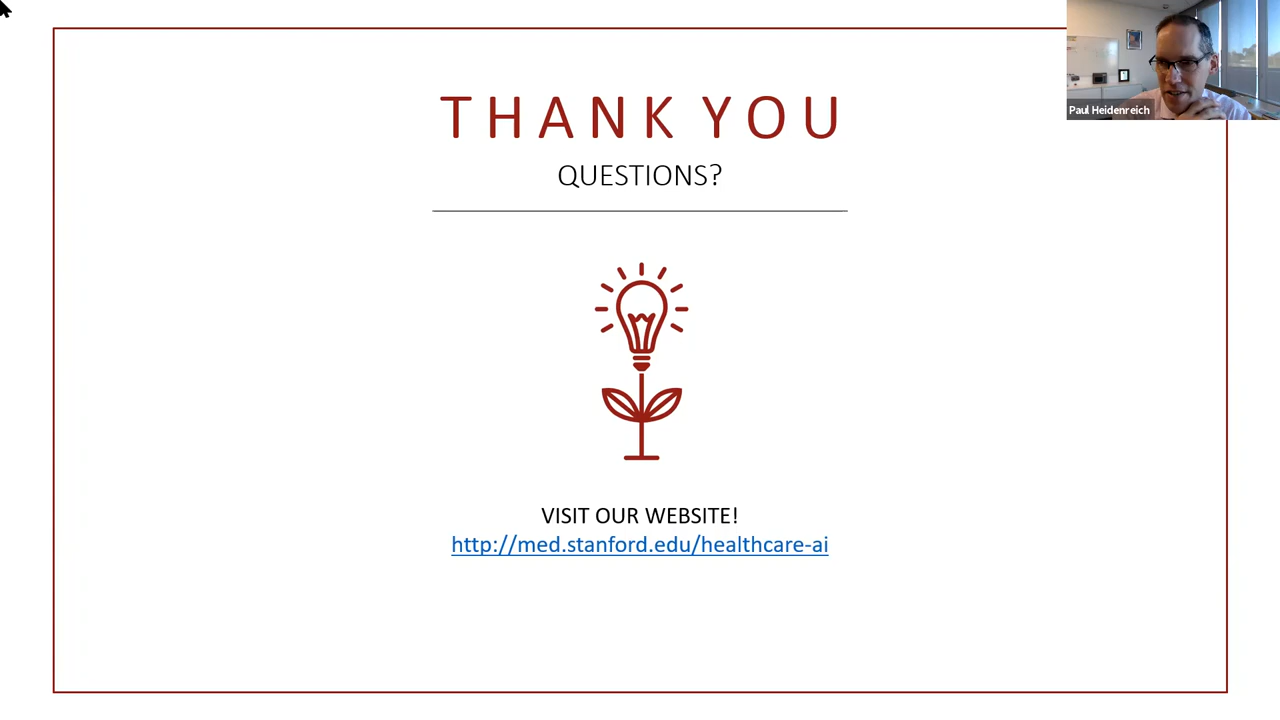 THANK YOU
QUESTIONS?
VISIT OUR WEBSITE!
http://med.stanford.edu/healthcare-ai
Paul Heidenreich